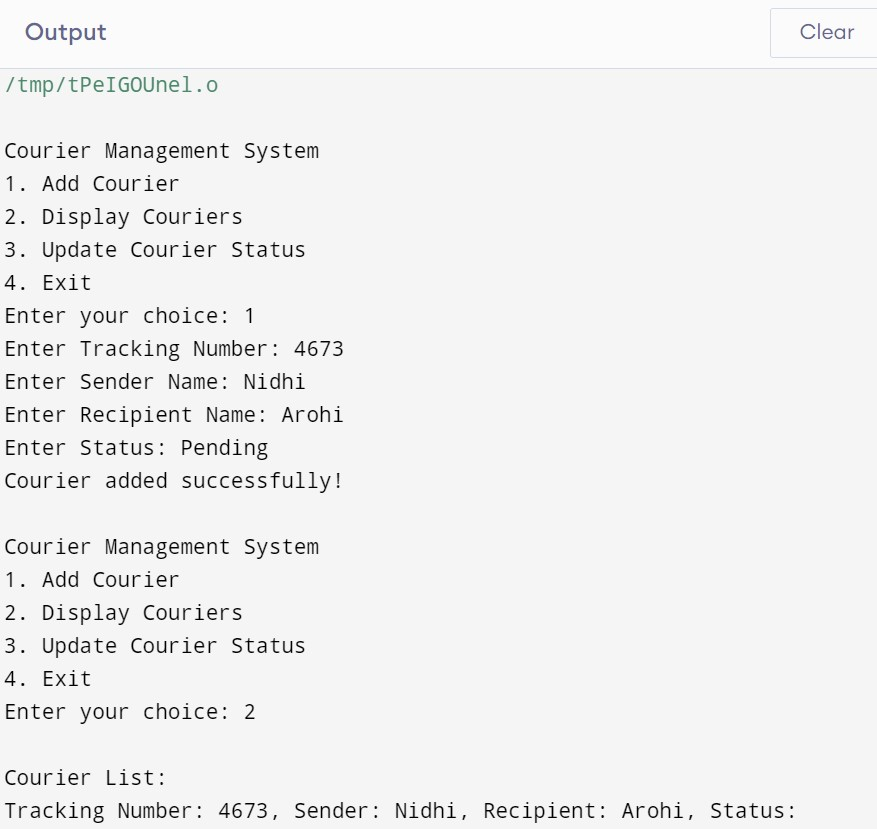 Output
Clear
/tmp/tPeIGOUnel.o
Courier Management System
1. Add Courier
2. Display Couriers
3. Update Courier Status
4. Exit
Enter your choice: 1
Enter Tracking Number: 4673
Enter Sender Name: Nidhi
Enter Recipient Name: Arohi
Enter Status: Pending
Courier added successfully!
Courier Management System
1. Add Courier
2. Display Couriers
3. Update Courier Status
4. Exit
Enter your choice: 2
Courier List:
Tracking Number: 4673, Sender: Nidhi, Recipient: Arohi, Status: